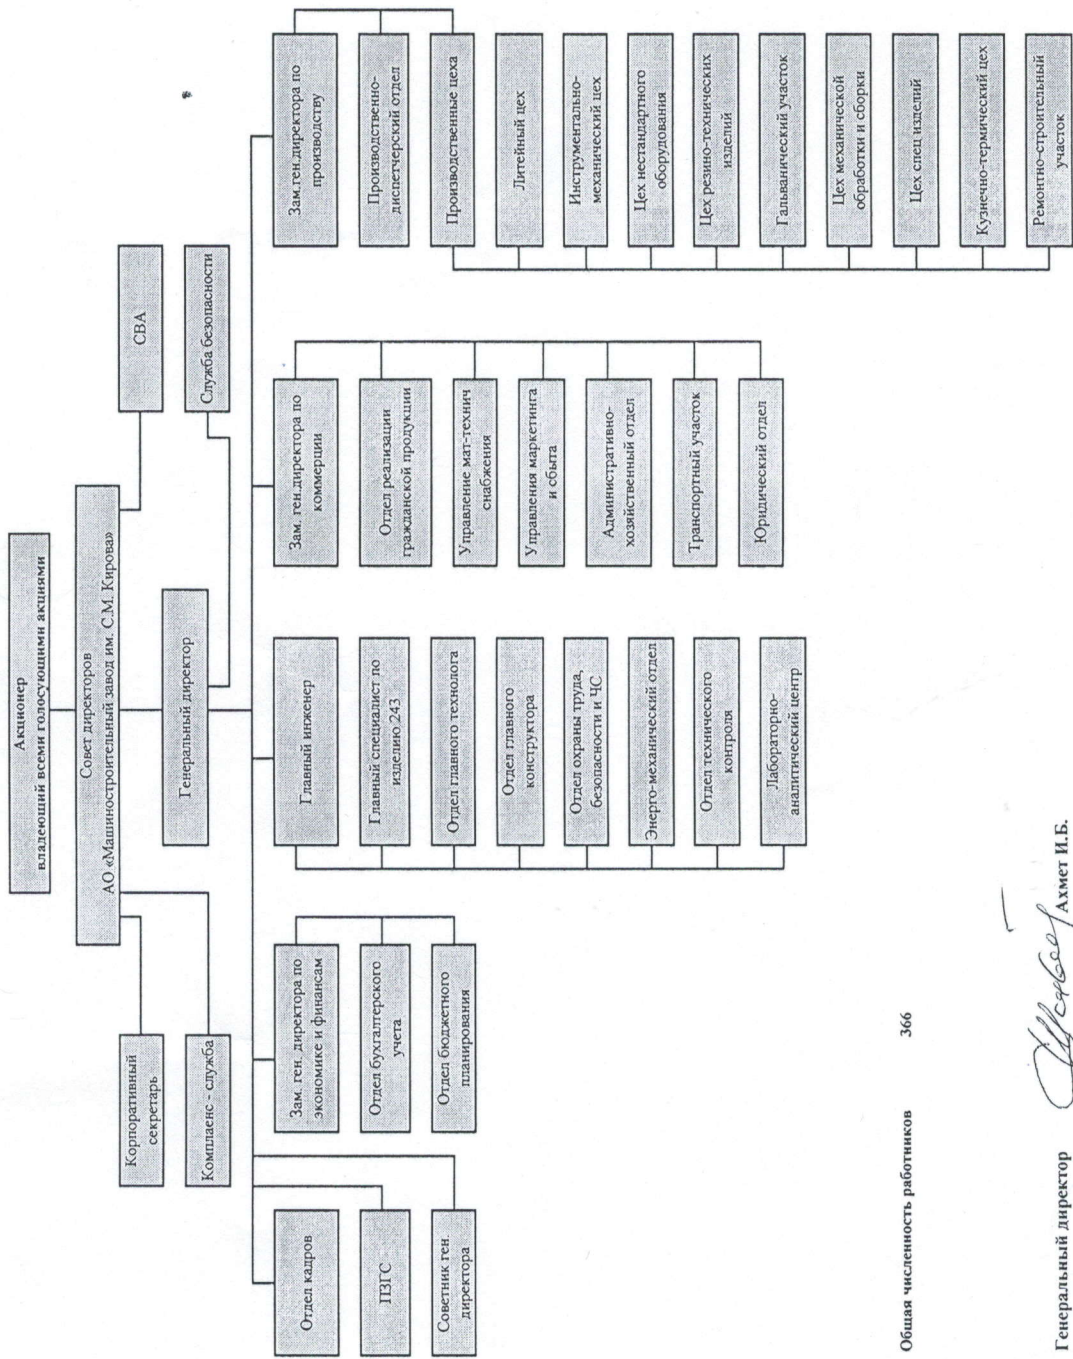 Акционер
владеющий всеми голосующими акциями
Совет директоров
АО «Машиностроительный завод им. С.М. Кирова»
Корпоративный
секретарь
Комплаенс - служба
Генеральный директор
СВА
Служба безопасности
Отдел кадров
ПЗГС
Советник ген.
директора
Зам. ген. директора по
экономике и финансам
Отдел бухгалтерского
учета
Отдел бюджетного
планирования
Главный инженер
Главный специалист по
изделию 243
Отдел главного технолога
Отдел главного
конструктора
Отдел охраны труда,
безопасности и ЧС
Энерго-механический отдел
Отдел технического
контроля
Лабораторно-
аналитический центр
Зам. ген.директора по
коммерции
Отдел реализации
гражданской продукции
Управление мат-технич
снабжения
Управления маркетинга
и сбыта
Административно-
хозяйственный отдел
Транспортный участок
Юридический отдел
Зам.ген.директора по
производству
Производственно-
диспетчерский отдел
Производственные цеха
Литейный цех
Инструментально-
механический цех
Цех нестандартного
оборудования
Цех резино-технических
изделий
Гальванический участок
Цех механической
обработки и сборки
Цех спец изделий
Кузнечно-термический цех
Ремонтно-строительный
участок
Общая численность работников 366
Генеральный директор Ахмет И.Б.